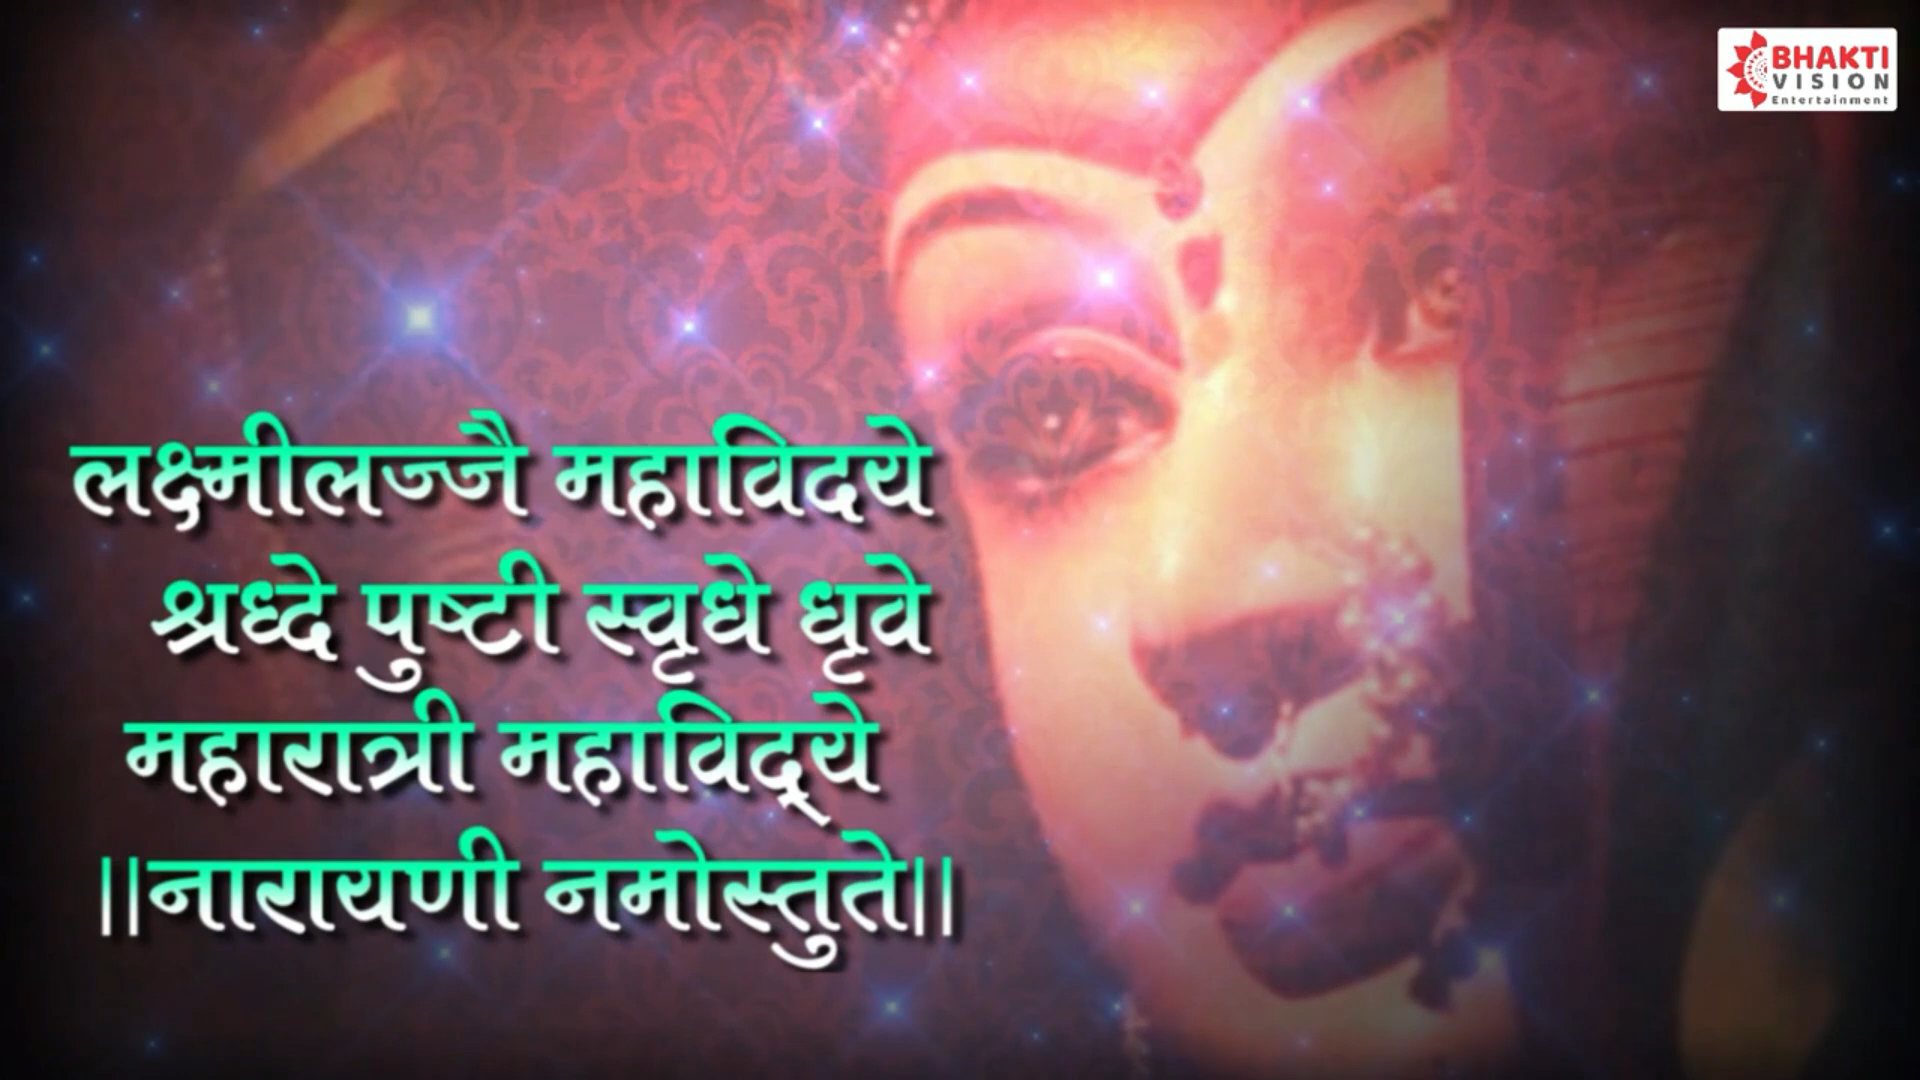 BHAKTI
VISION
Entertainment
लक्ष्मीलज्जै महाविदये
श्रध्दे पुष्टी स्वृधे धृवे
महारात्री महाविद्र्ये
||नारायणी नमोस्तुते||